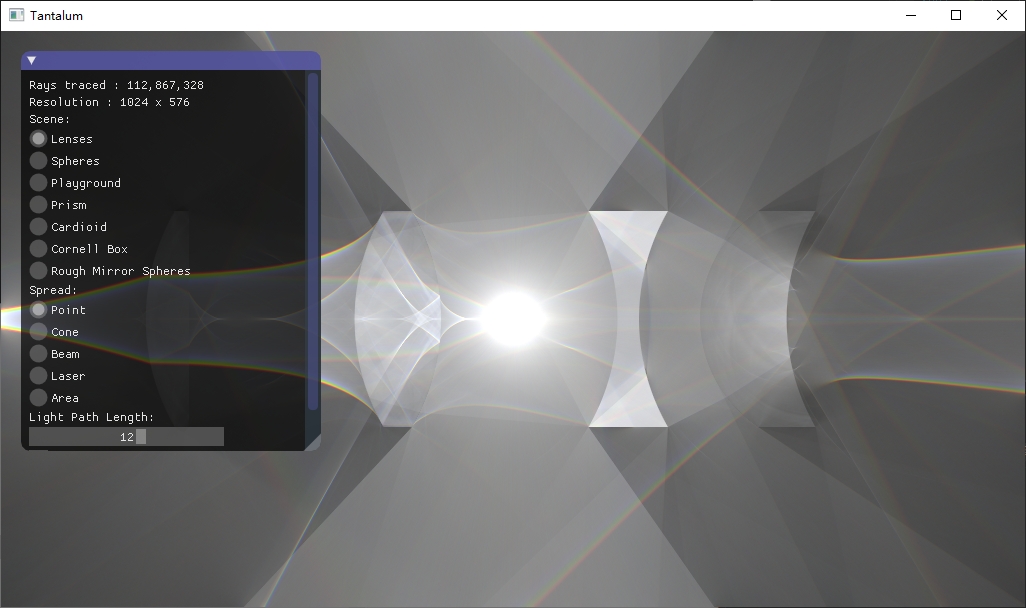 Tantalum
Rays traced : 112,867,328
Resolution : 1024 x 576
Scene:
Lenses
Spheres
Playground
Prism
Cardioid
Cornell Box
Rough Mirror Spheres
Spread:
Point
Cone
Beam
Laser
Area
Light Path Length:
12